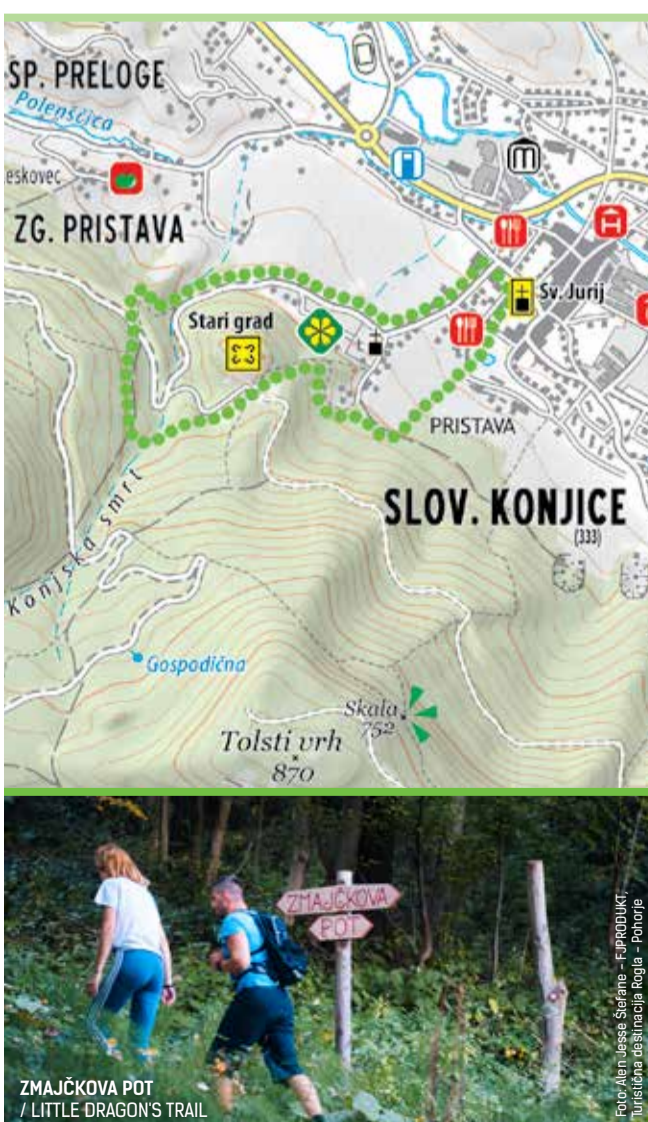 SP. PRELOGE
Polenščica
eskovec
ZG. PRISTAVA
Stari grad
Sv. Jurij
PRISTAVA
SLOV. KONJICE
(333)
Konjska smrt
Gospodična
Skala
752
Tolsti vrh
870
ZMAJČKOVA
POT
ZMAJČKOVA POT
/ LITTLE DRAGON'S TRAIL
Foto: Alen Jesse Štefane – FJPRODUKT,
Turistična destinacija Rogla – Pohorje